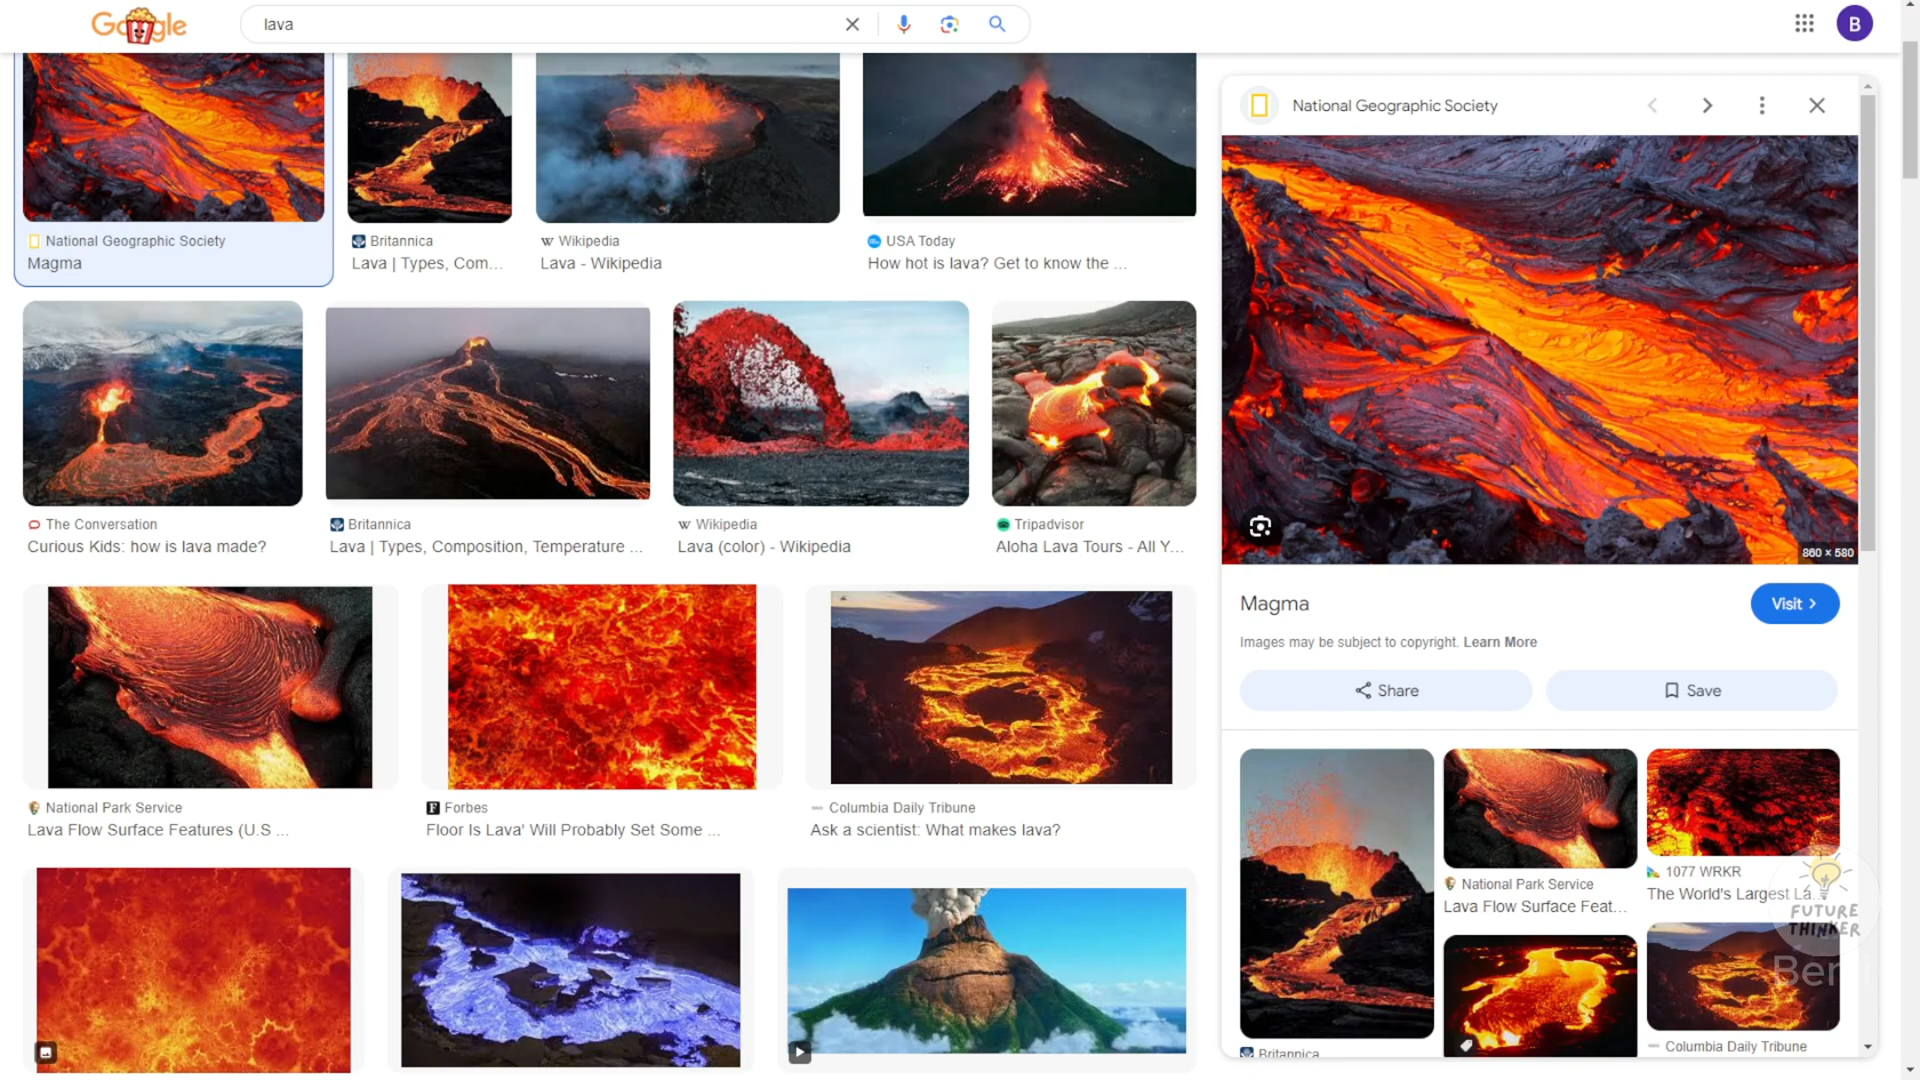 Google
lava
B
National Geographic Society
Magma
Britannica
Lava | Types, Com...
Wikipedia
Lava - Wikipedia
USA Today
How hot is lava? Get to know the ...
The Conversation
Curious Kids: how is lava made?
Britannica
Lava | Types, Composition, Temperature ...
Wikipedia
Lava (color) - Wikipedia
Tripadvisor
Aloha Lava Tours - All Y...
National Park Service
Lava Flow Surface Features (U.S ...
Forbes
Floor Is Lava' Will Probably Set Some ...
Columbia Daily Tribune
Ask a scientist: What makes lava?
National Geographic Society
860 × 580
Magma
Visit
Images may be subject to copyright. Learn More
Share
Save
Britannica
National Park Service
Lava Flow Surface Feat...
1077 WRKR
The World's Largest La...
Columbia Daily Tribune
FUTURE
THINKER